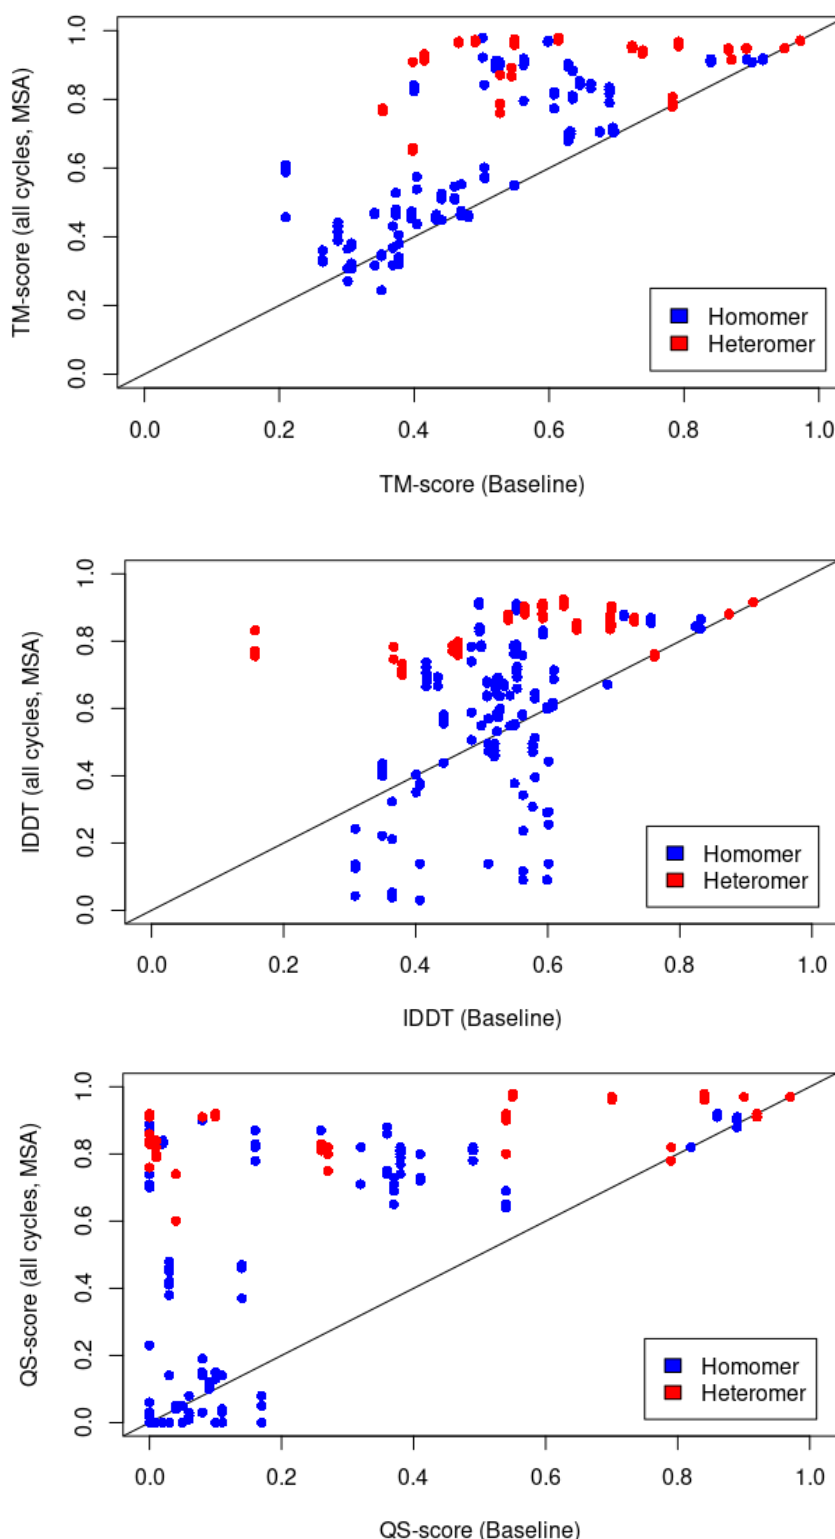 TM-score (all cycles, MSA)
1.0
0.8
0.6
0.4
0.2
0.0
Homomer
Heteromer
0.0 0.2 0.4 0.6 0.8 1.0
TM-score (Baseline)
lDDT (all cycles, MSA)
1.0
0.8
0.6
0.4
0.2
0.0
Homomer
Heteromer
0.0 0.2 0.4 0.6 0.8 1.0
lDDT (Baseline)
QS-score (all cycles, MSA)
1.0
0.8
0.6
0.4
0.2
0.0
Homomer
Heteromer
0.0 0.2 0.4 0.6 0.8 1.0
QS-score (Baseline)